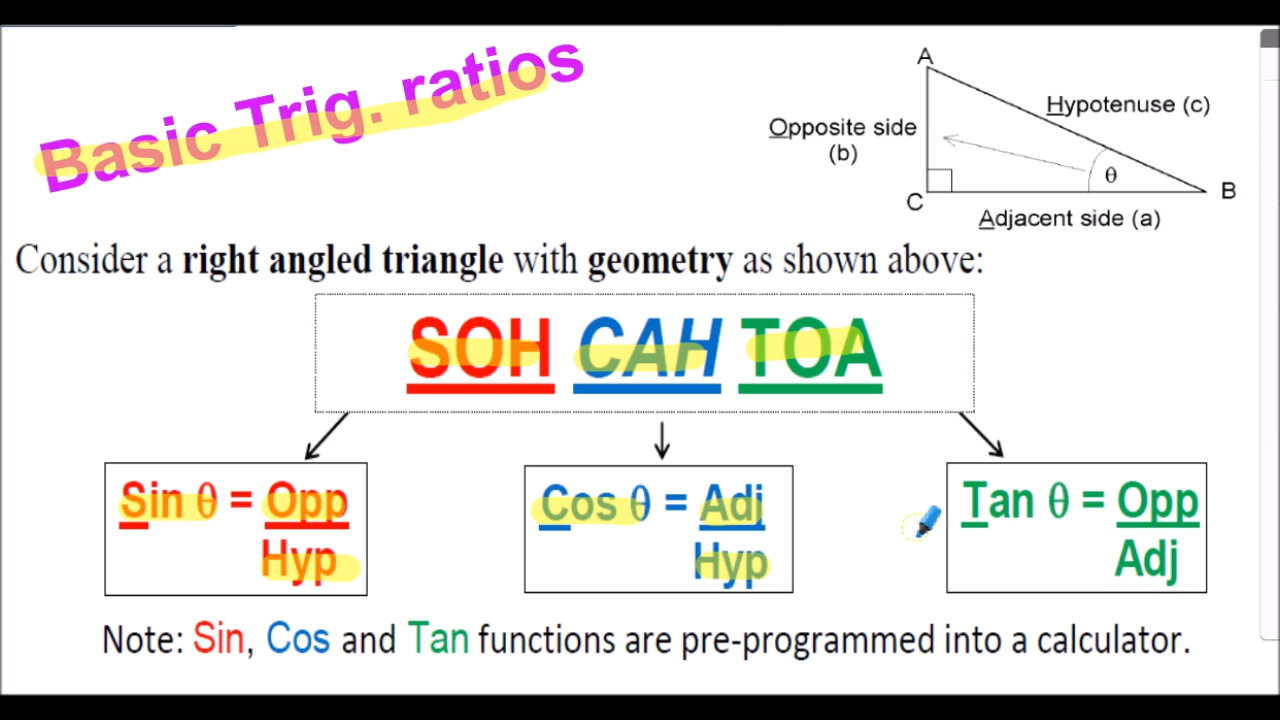 Basic Trig. ratios
A
Hypotenuse (c)
Opposite side
(b)
θ
B
C
Adjacent side (a)
Consider a right angled triangle with geometry as shown above:
SOH CAH TOA
Sin θ = Opp
Hyp
Cos θ = Adj
Hyp
Tan θ = Opp
Adj
Note: Sin, Cos and Tan functions are pre-programmed into a calculator.